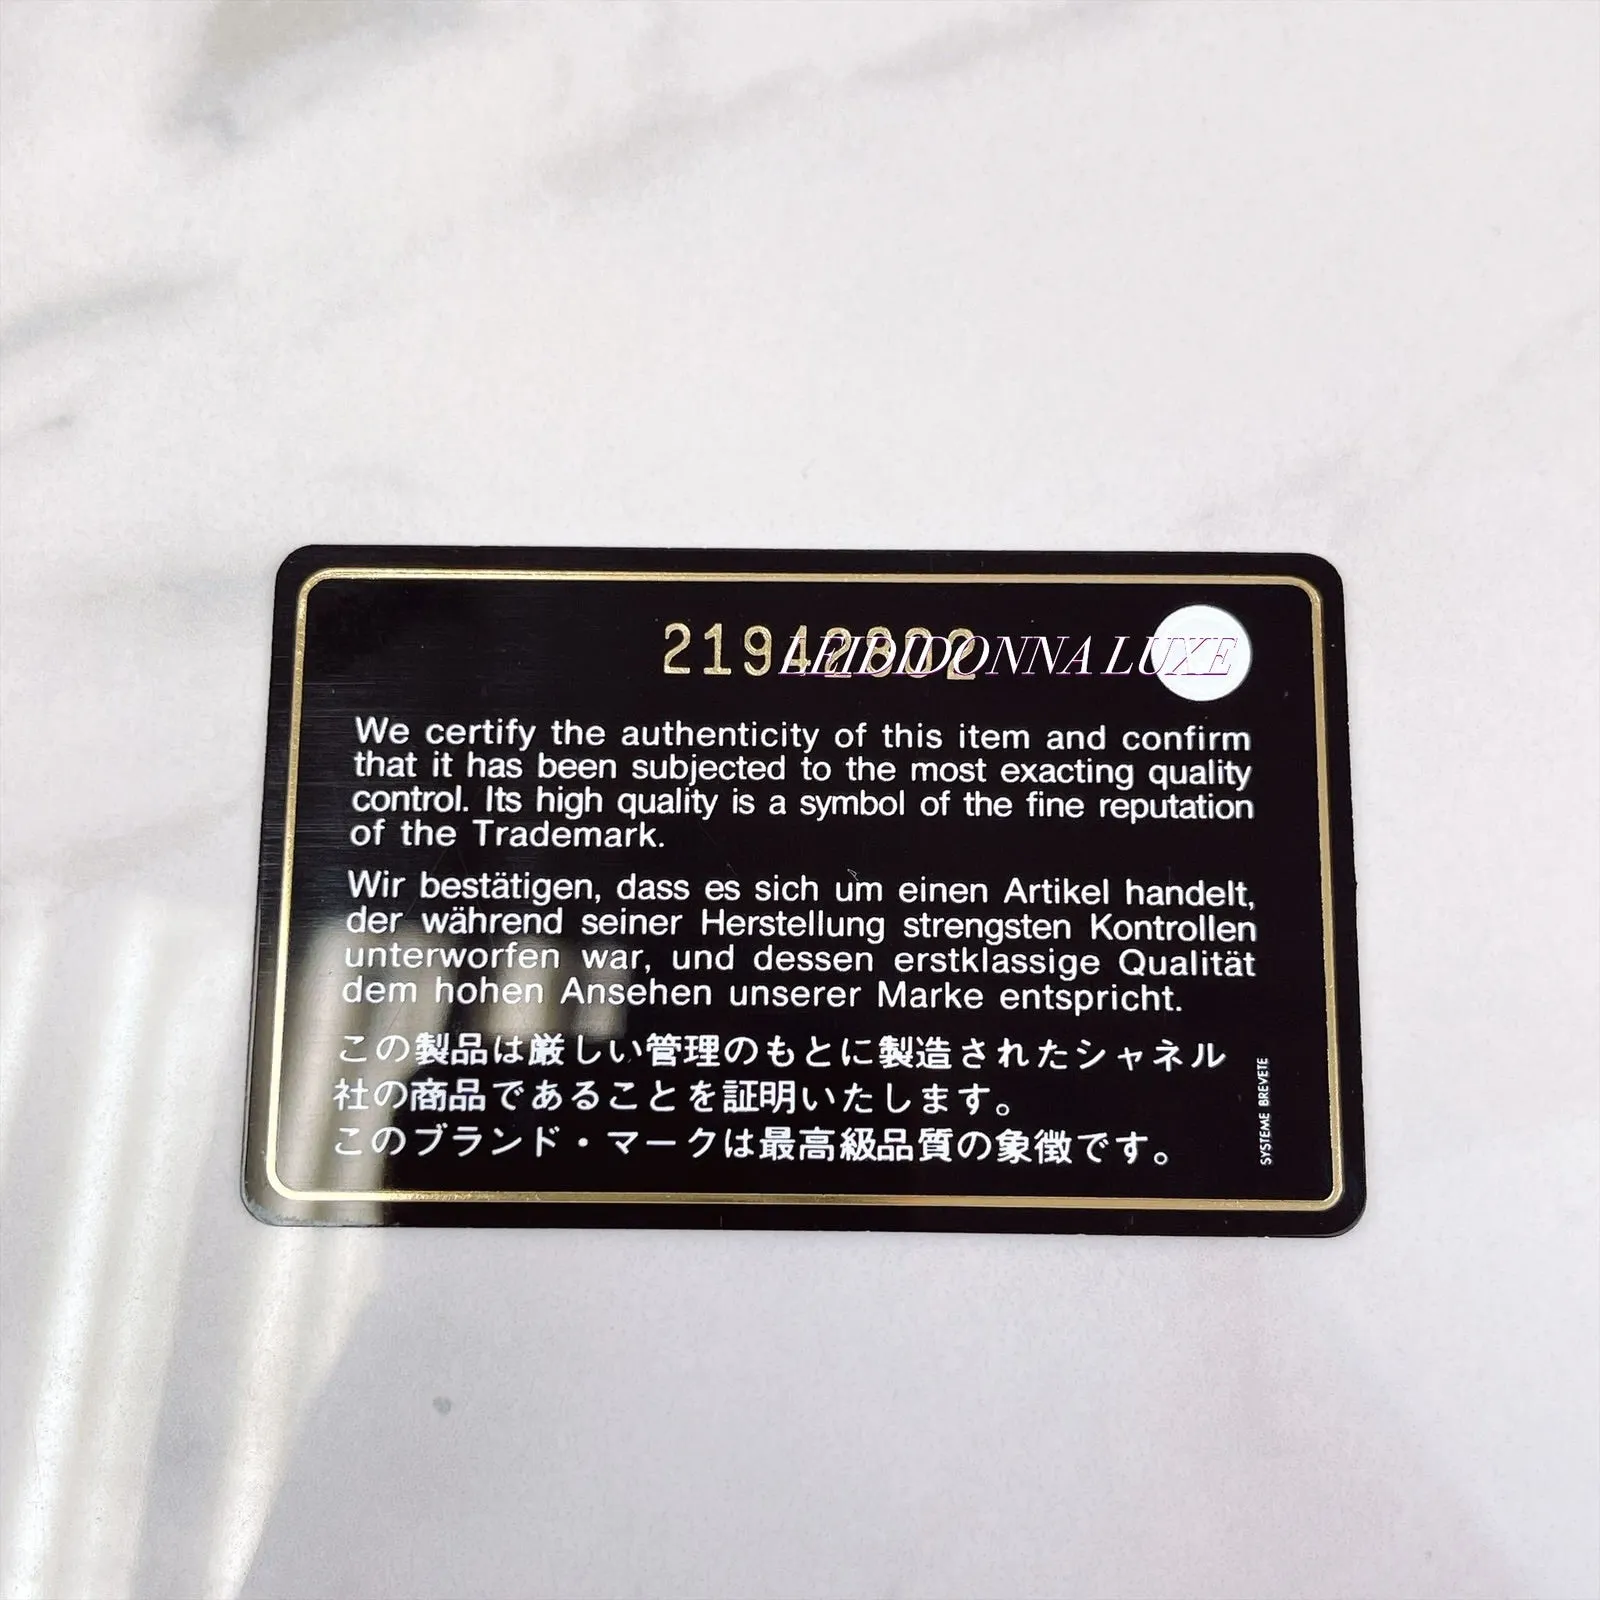 21942802
LEIDIDONNA LUXE
We certify the authenticity of this item and confirm
that it has been subjected to the most exacting quality
control. Its high quality is a symbol of the fine reputation
of the Trademark.
Wir bestätigen, dass es sich um einen Artikel handelt,
der während seiner Herstellung strengsten Kontrollen
unterworfen war, und dessen erstklassige Qualität
dem hohen Ansehen unserer Marke entspricht.
この製品は厳しい管理のもとに製造されたシャネル
社の商品であることを証明いたします。
このブランド・マークは最高級品質の象徴です。
SYSTEME BREVETE